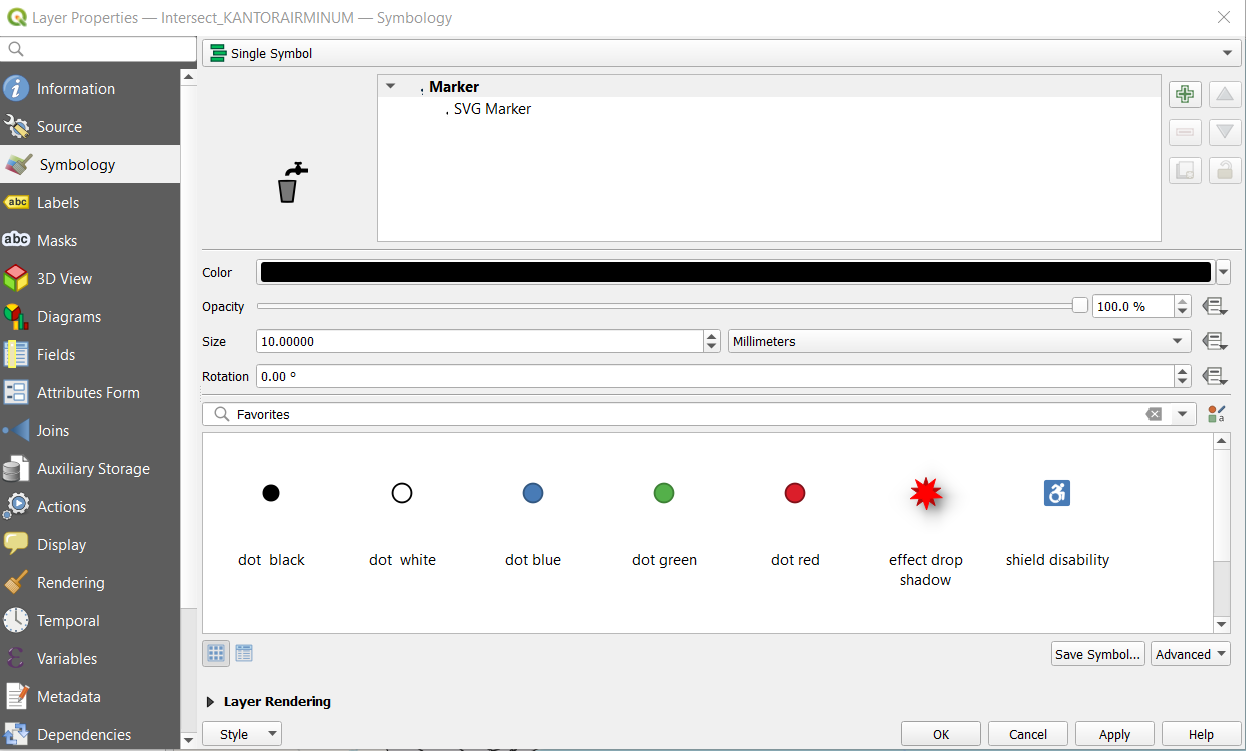 Layer Properties — Intersect_KANTORAIRMINUM — Symbology
Information
Source
Symbology
abc Labels
abc Masks
3D View
Diagrams
Fields
Attributes Form
Joins
Auxiliary Storage
Actions
Display
Rendering
Temporal
Variables
Metadata
Dependencies
Single Symbol
Marker
SVG Marker
Color
Opacity
100.0 %
Size
10.00000
Millimeters
Rotation
0.00 °
Favorites
dot black
dot white
dot blue
dot green
dot red
effect drop
shadow
shield disability
Save Symbol...
Advanced
Layer Rendering
Style
OK
Cancel
Apply
Help